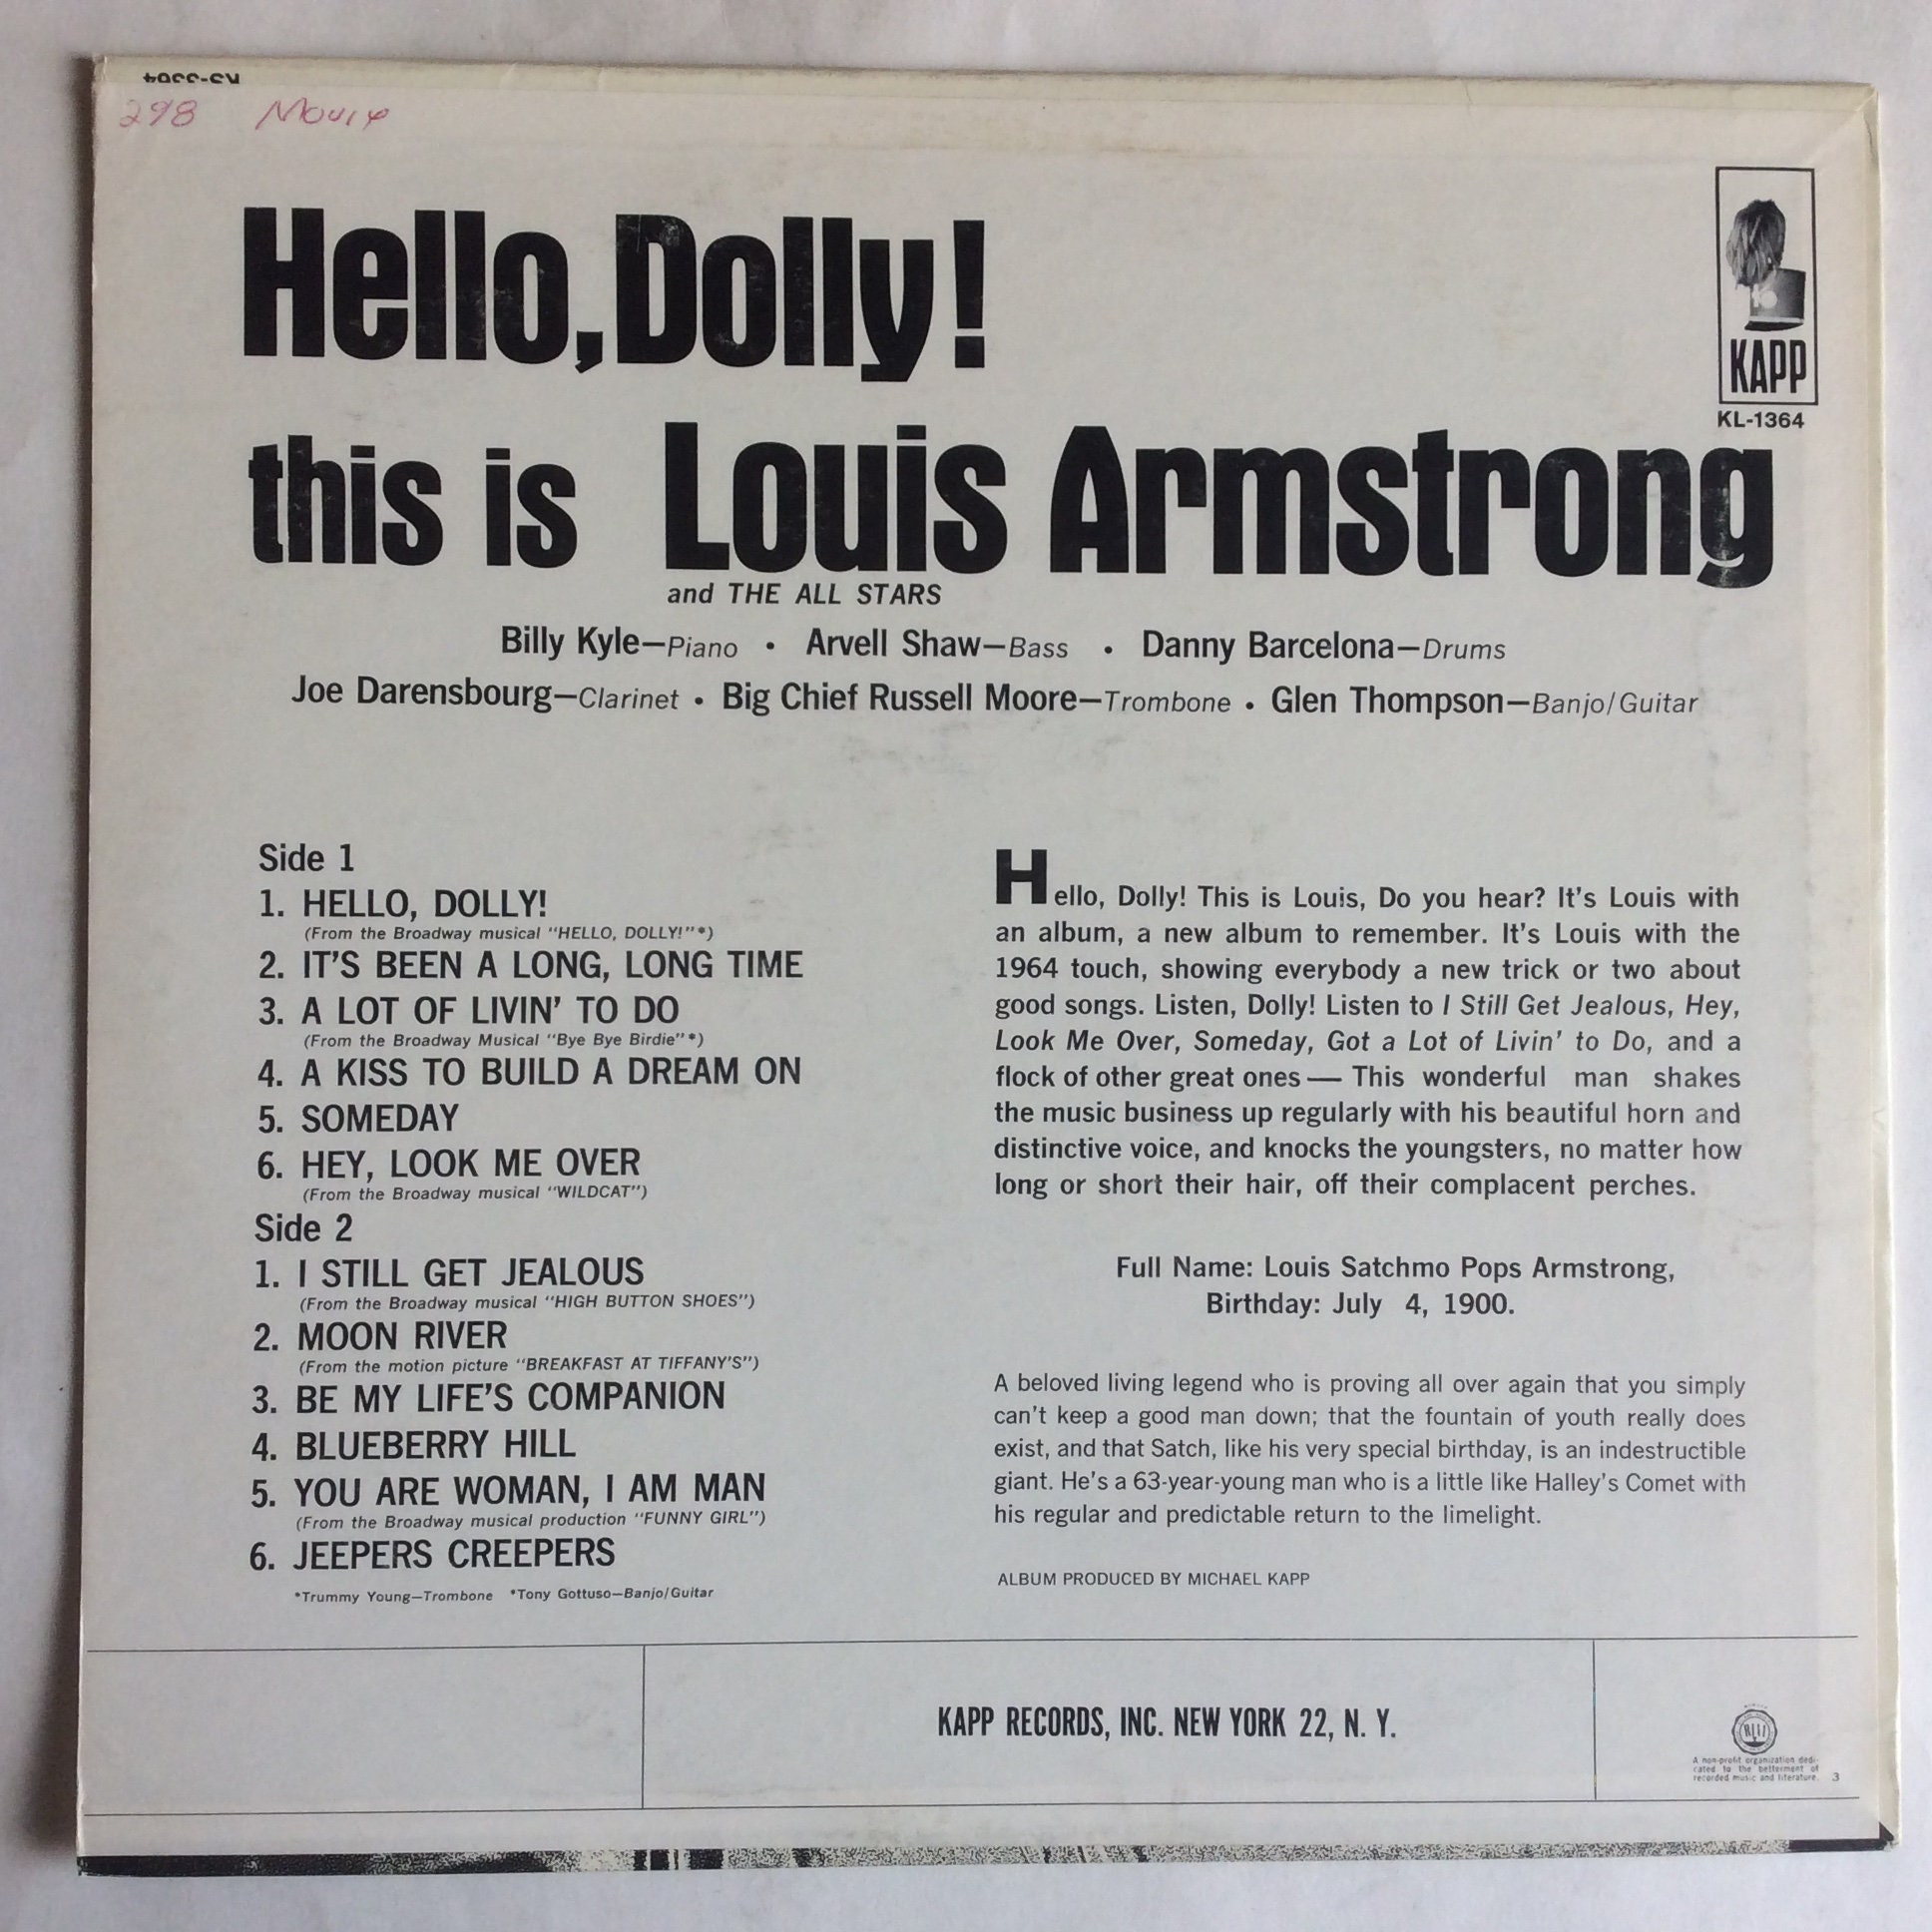 KS-3364
298 Movie
Hello, Dolly!
KAPP
KL-1364
this is Louis Armstrong
and THE ALL STARS
Billy Kyle—Piano • Arvell Shaw—Bass • Danny Barcelona—Drums
Joe Darensbourg—Clarinet • Big Chief Russell Moore—Trombone • Glen Thompson—Banjo/Guitar
Side 1
1. HELLO, DOLLY!
(From the Broadway musical "HELLO, DOLLY!"*)
2. IT'S BEEN A LONG, LONG TIME
3. A LOT OF LIVIN' TO DO
(From the Broadway Musical "Bye Bye Birdie"*)
4. A KISS TO BUILD A DREAM ON
5. SOMEDAY
6. HEY, LOOK ME OVER
(From the Broadway musical "WILDCAT")
Side 2
1. I STILL GET JEALOUS
(From the Broadway musical "HIGH BUTTON SHOES")
2. MOON RIVER
(From the motion picture "BREAKFAST AT TIFFANY'S")
3. BE MY LIFE'S COMPANION
4. BLUEBERRY HILL
5. YOU ARE WOMAN, I AM MAN
(From the Broadway musical production "FUNNY GIRL")
6. JEEPERS CREEPERS
*Trummy Young—Trombone *Tony Gottuso—Banjo/Guitar
Hello, Dolly! This is Louis, Do you hear? It's Louis with
an album, a new album to remember. It's Louis with the
1964 touch, showing everybody a new trick or two about
good songs. Listen, Dolly! Listen to I Still Get Jealous, Hey,
Look Me Over, Someday, Got a Lot of Livin' to Do, and a
flock of other great ones — This wonderful man shakes
the music business up regularly with his beautiful horn and
distinctive voice, and knocks the youngsters, no matter how
long or short their hair, off their complacent perches.
Full Name: Louis Satchmo Pops Armstrong,
Birthday: July 4, 1900.
A beloved living legend who is proving all over again that you simply
can't keep a good man down; that the fountain of youth really does
exist, and that Satch, like his very special birthday, is an indestructible
giant. He's a 63-year-young man who is a little like Halley's Comet with
his regular and predictable return to the limelight.
ALBUM PRODUCED BY MICHAEL KAPP
KAPP RECORDS, INC. NEW YORK 22, N. Y.
A non-profit organization dedi-
cated to the betterment of
recorded music and literature. 3